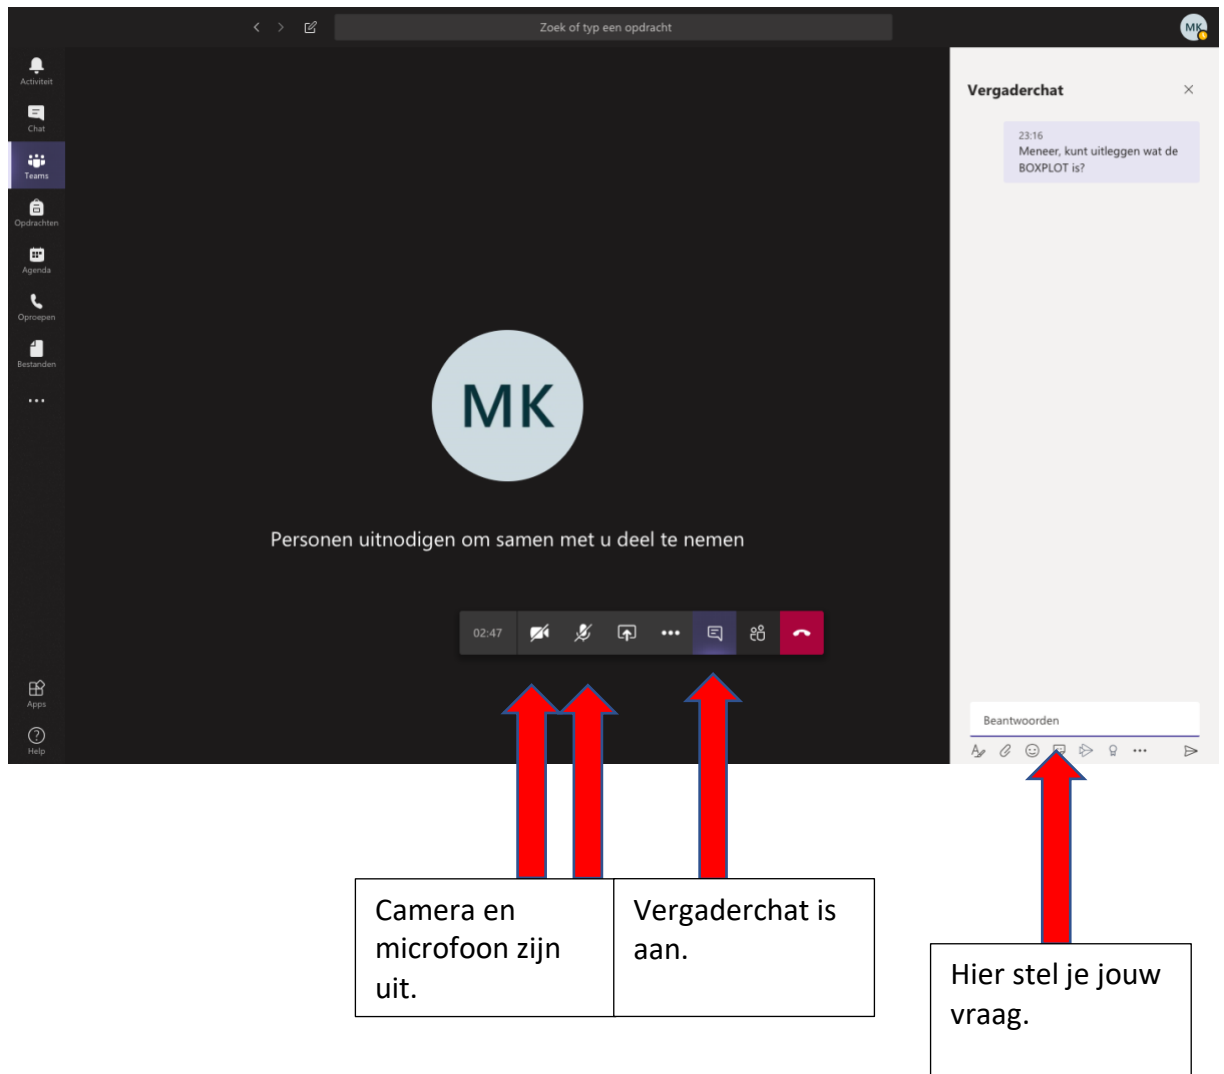 Zoek of typ een opdracht
MK
Activiteit
Chat
Teams
Opdrachten
Agenda
Oproepen
Bestanden
Apps
Help
MK
Personen uitnodigen om samen met u deel te nemen
02:47
Vergaderchat
23:16
Meneer, kunt uitleggen wat de
BOXPLOT is?
Beantwoorden
Camera en
microfoon zijn
uit.
Vergaderchat is
aan.
Hier stel je jouw
vraag.